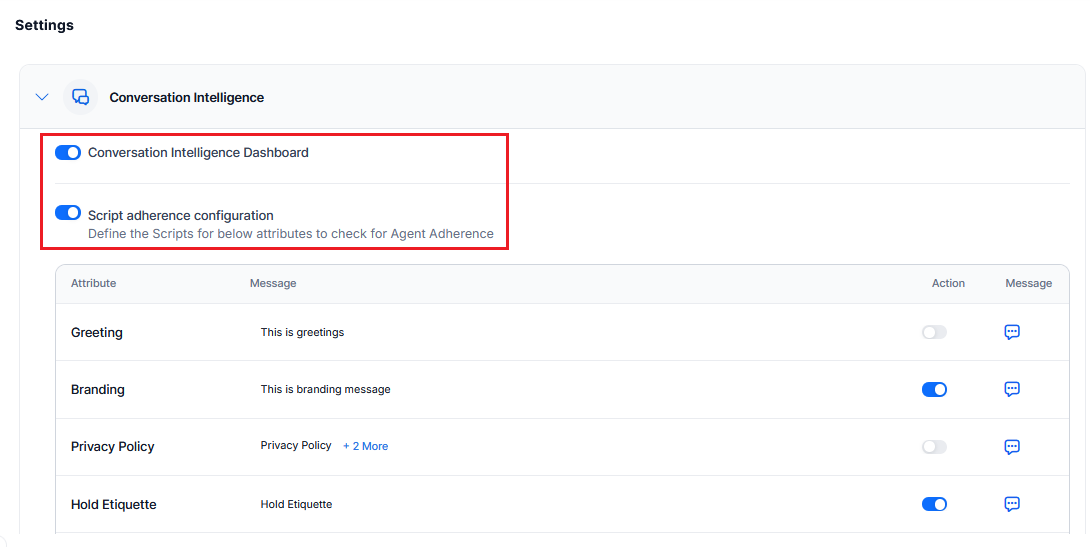 Settings
Conversation Intelligence
Conversation Intelligence Dashboard
Script adherence configuration
Define the Scripts for below attributes to check for Agent Adherence
Attribute Message Action Message
Greeting This is greetings
Branding This is branding message
Privacy Policy Privacy Policy + 2 More
Hold Etiquette Hold Etiquette